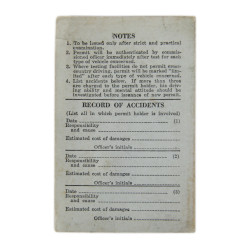 NOTES
1. To be issued only after strict and practical
examination.
2. Permit will be authenticated by commis-
sioned officer immediately after test for each
type of vehicle concerned.
3. Where testing facilities do not permit
driving, permit will be marked
after each type of vehicle concerned.
4. List accidents below. If more than three
are charged to the permit holder, his driv-
ing ability and mental attitude should be
investigated before issuance of new permit.
RECORD OF ACCIDENTS
(List all in which permit holder is involved)
Date (1)
Responsibility
and cause
Estimated cost of damages
Officer's initials
Date (2)
Responsibility
and cause
Estimated cost of damages
Officer's initials
Date (3)
Responsibility
and cause
Estimated cost of damages
Officer's initials